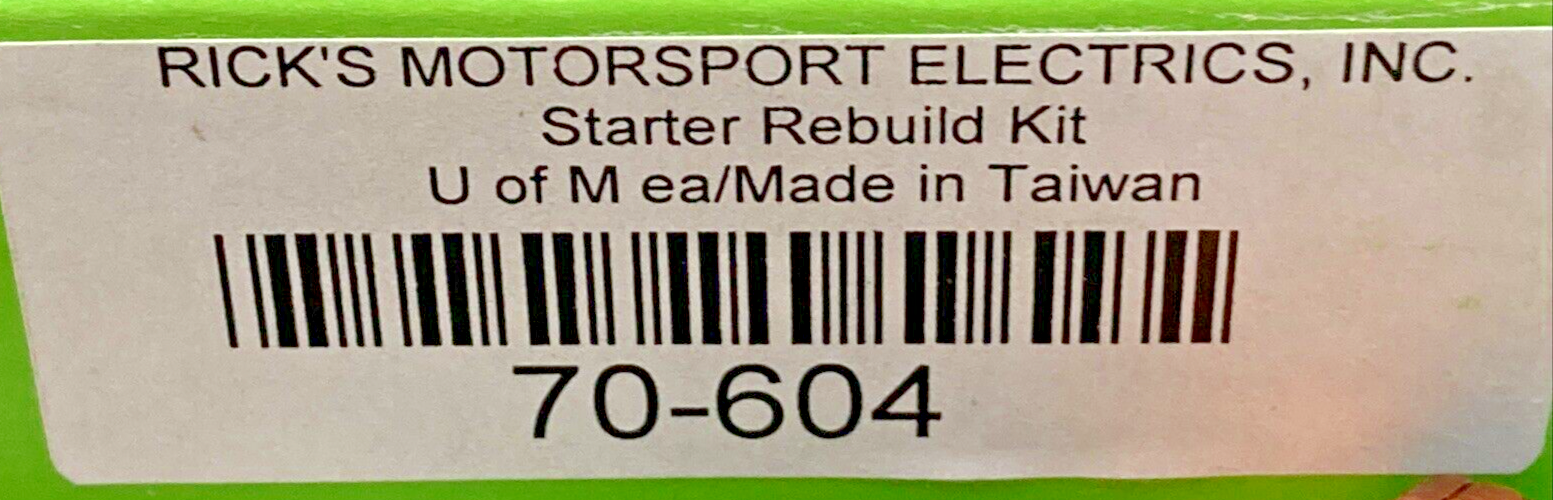 RICK'S MOTORSPORT ELECTRICS, INC.
Starter Rebuild Kit
U of M ea/Made in Taiwan
70-604